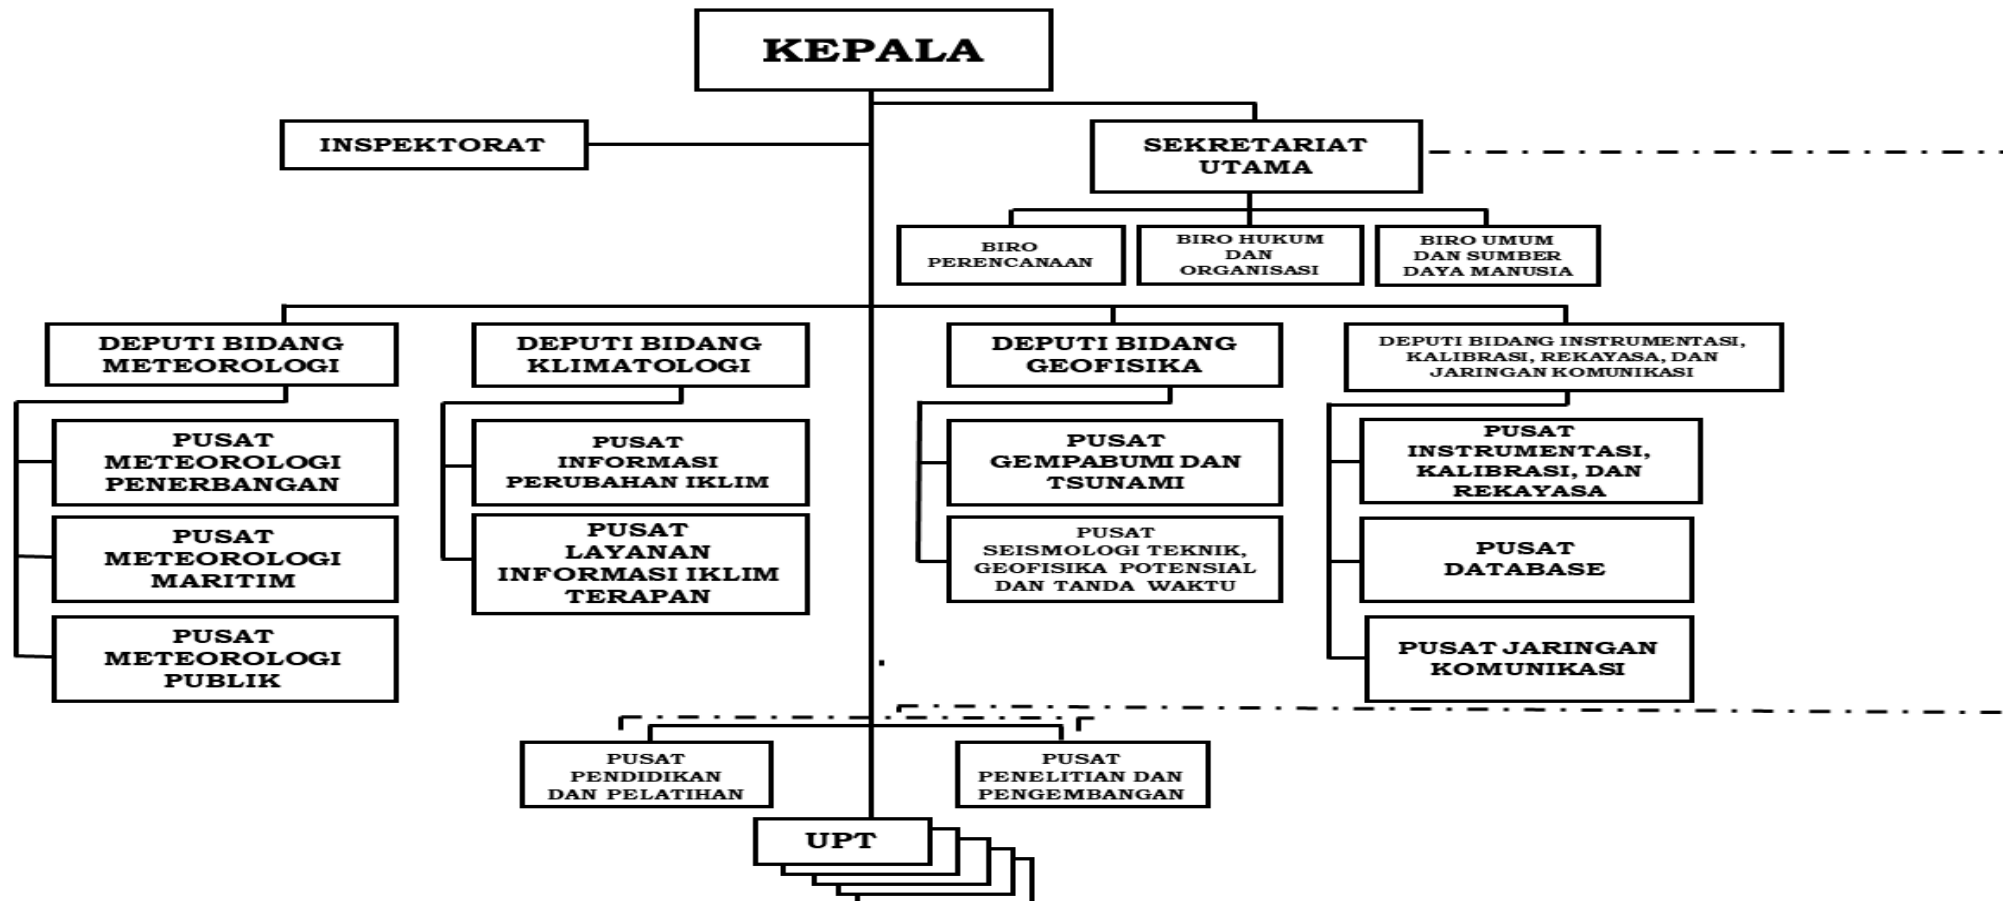 KEPALA
INSPEKTORAT
SEKRETARIAT
UTAMA
BIRO
PERENCANAAN
BIRO HUKUM
DAN
ORGANISASI
BIRO UMUM
DAN SUMBER
DAYA MANUSIA
DEPUTI BIDANG
METEOROLOGI
DEPUTI BIDANG
KLIMATOLOGI
DEPUTI BIDANG
GEOFISIKA
DEPUTI BIDANG INSTRUMENTASI,
KALIBRASI, REKAYASA, DAN
JARINGAN KOMUNIKASI
PUSAT
METEOROLOGI
PENERBANGAN
PUSAT
INFORMASI
PERUBAHAN IKLIM
PUSAT
GEMPABUMI DAN
TSUNAMI
PUSAT
INSTRUMENTASI,
KALIBRASI, DAN
REKAYASA
PUSAT
METEOROLOGI
MARITIM
PUSAT
LAYANAN
INFORMASI IKLIM
TERAPAN
PUSAT
SEISMOLOGI TEKNIK,
GEOFISIKA POTENSIAL
DAN TANDA WAKTU
PUSAT
DATABASE
PUSAT
METEOROLOGI
PUBLIK
PUSAT JARINGAN
KOMUNIKASI
PUSAT
PENDIDIKAN
DAN PELATIHAN
PUSAT
PENELITIAN DAN
PENGEMBANGAN
UPT